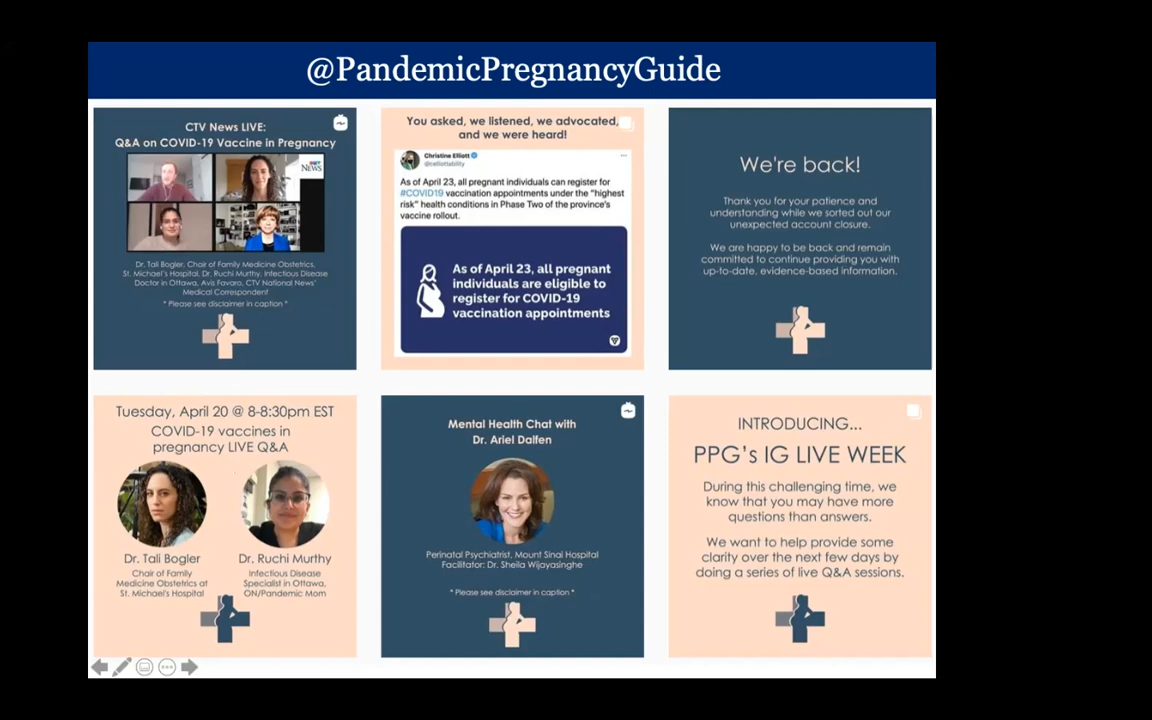 @PandemicPregnancyGuide
CTV News LIVE:
Q&A on COVID-19 Vaccine in Pregnancy
NEWS
Dr. Tali Bogler, Chair of Family Medicine Obstetrics,
St. Michael's Hospital, Dr. Ruchi Murthy, Infectious Disease
Doctor in Ottawa, Avis Favaro, CTV National News'
Medical Correspondent
* Please see disclaimer in caption *
You asked, we listened, we advocated,
and we were heard!
Christine Elliott
@celliottability
As of April 23, all pregnant individuals can register for
#COVID19 vaccination appointments under the "highest
risk" health conditions in Phase Two of the province's
vaccine rollout.
As of April 23, all pregnant
individuals are eligible to
register for COVID-19
vaccination appointments
We're back!
Thank you for your patience and
understanding while we sorted out our
unexpected account closure.
We are happy to be back and remain
committed to continue providing you with
up-to-date, evidence-based information.
Tuesday, April 20 @ 8-8:30pm EST
COVID-19 vaccines in
pregnancy LIVE Q&A
Dr. Tali Bogler
Chair of Family
Medicine Obstetrics at
St. Michael's Hospital
Dr. Ruchi Murthy
Infectious Disease
Specialist in Ottawa,
ON/Pandemic Mom
Mental Health Chat with
Dr. Ariel Dalfen
Perinatal Psychiatrist, Mount Sinai Hospital
Facilitator: Dr. Sheila Wijayasinghe
* Please see disclaimer in caption *
INTRODUCING...
PPG's IG LIVE WEEK
During this challenging time, we
know that you may have more
questions than answers.
We want to help provide some
clarity over the next few days by
doing a series of live Q&A sessions.